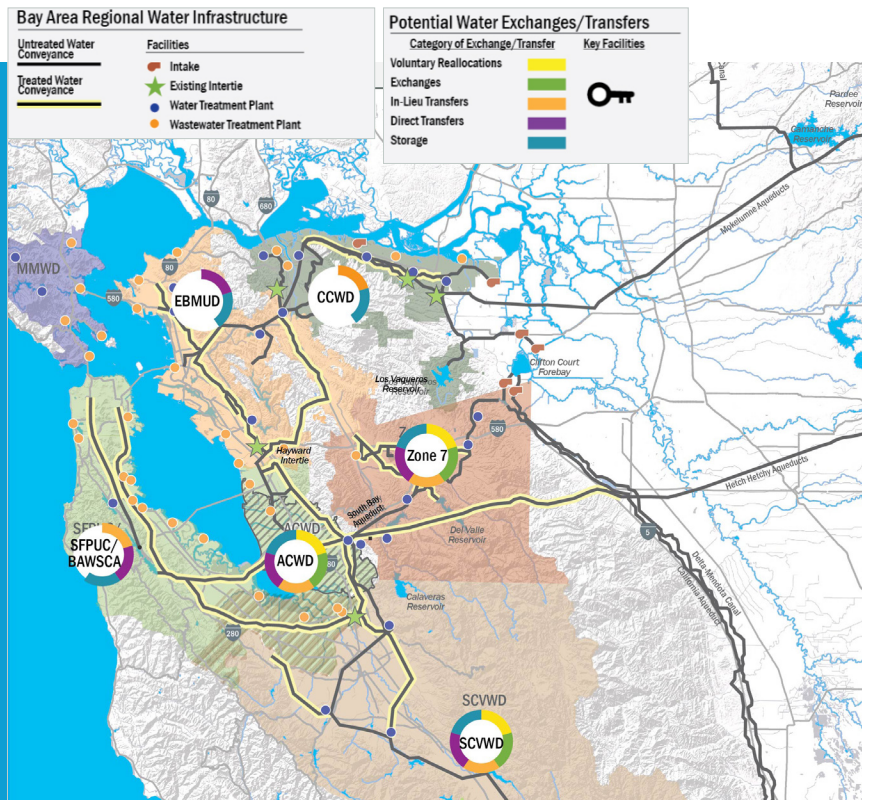 Bay Area Regional Water Infrastructure
Untreated Water
Conveyance
Treated Water
Conveyance
Facilities
Intake
Existing Intertie
Water Treatment Plant
Wastewater Treatment Plant
Potential Water Exchanges/Transfers
Category of Exchange/Transfer
Key Facilities
Voluntary Reallocations
Exchanges
In-Lieu Transfers
Direct Transfers
Storage
Canal
Pardee
Reservoir
Camanche
Reservoir
Mokelumne Aqueducts
80
680
MMWD
80
580
EBMUD
CCWD
Clifton Court
Forebay
Los Vaqueros
Reservoir
580
Zone 7
Hayward
Intertie
Hetch Hetchy Aqueducts
South Bay
Aqueduct
Del Valle
Reservoir
5
ACWD
SFPUC/
BAWSCA
ACWD
80
Delta-Mendota Canal
California Aqueduct
Calaveras
Reservoir
280
SCVWD
SCVWD